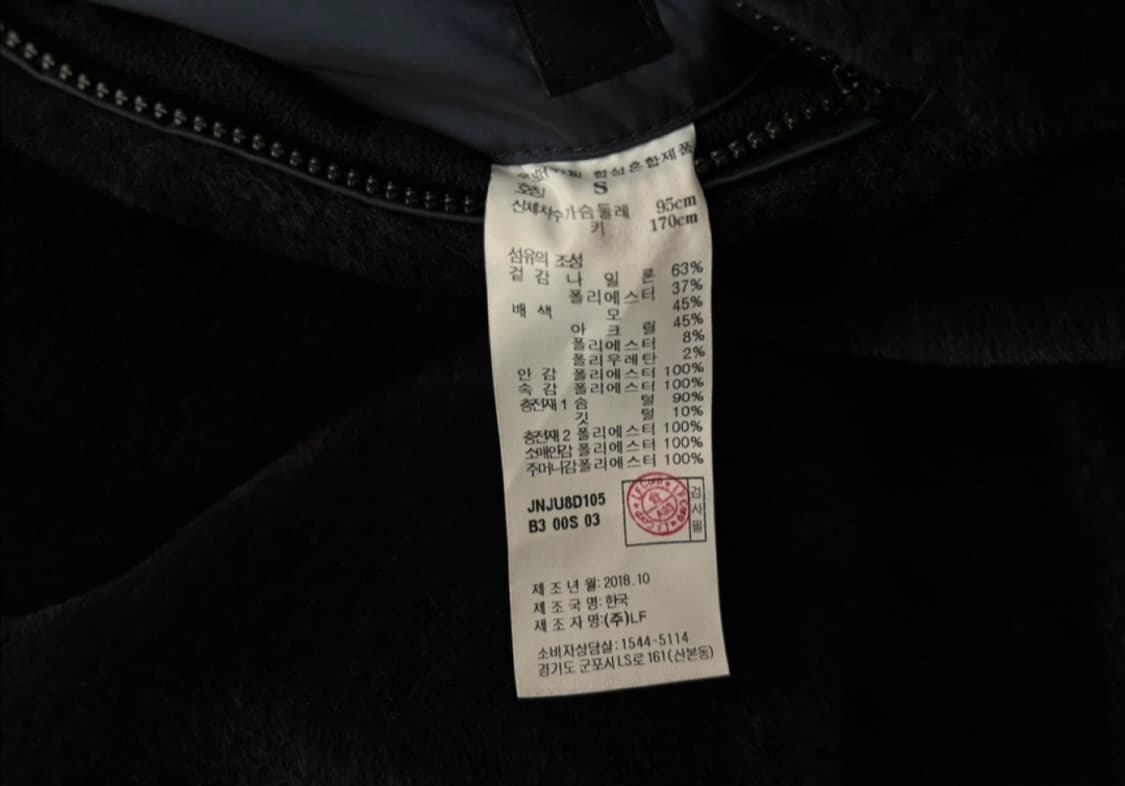 합섬혼합제품
호칭 S
신체치수 가슴둘레 95cm
키 170cm
섬유의 조성
겉 감 나 일 론 63%
폴리에스터 37%
배 색 모 45%
아 크 릴 45%
폴리에스터 8%
폴리우레탄 2%
안 감 폴리에스터 100%
속 감 폴리에스터 100%
충전재 1 솜 털 90%
깃 털 10%
충전재 2 폴리에스터 100%
소매안감 폴리에스터 100%
주머니감 폴리에스터 100%
JNJU8D105
B3 00S 03
검사필
제 조 년 월: 2018.10
제 조 국 명: 한국
제 조 자 명:(주)LF
소비자상담실: 1544-5114
경기도 군포시 LS로 161 (산본동)